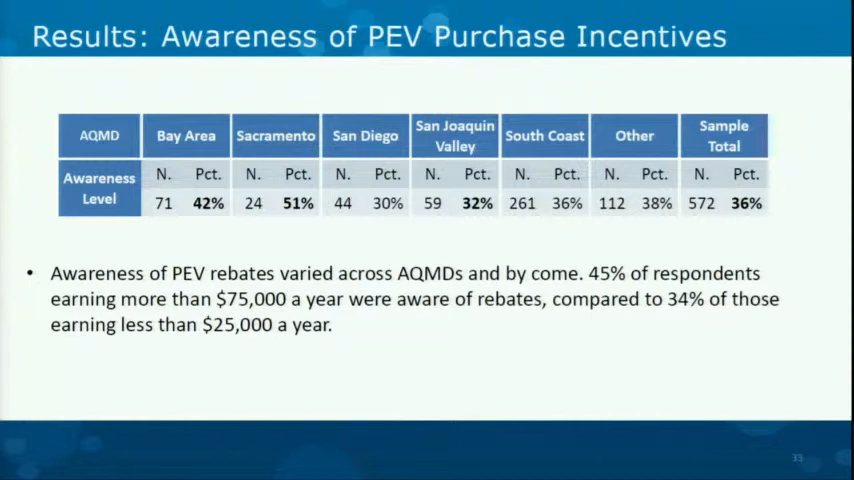 Results: Awareness of PEV Purchase Incentives
AQMD Bay Area Sacramento San Diego San Joaquin Valley South Coast Other Sample Total
Awareness Level N. Pct. N. Pct. N. Pct. N. Pct. N. Pct. N. Pct. N. Pct.
71 42% 24 51% 44 30% 59 32% 261 36% 112 38% 572 36%
• Awareness of PEV rebates varied across AQMDs and by come. 45% of respondents
earning more than $75,000 a year were aware of rebates, compared to 34% of those
earning less than $25,000 a year.
33